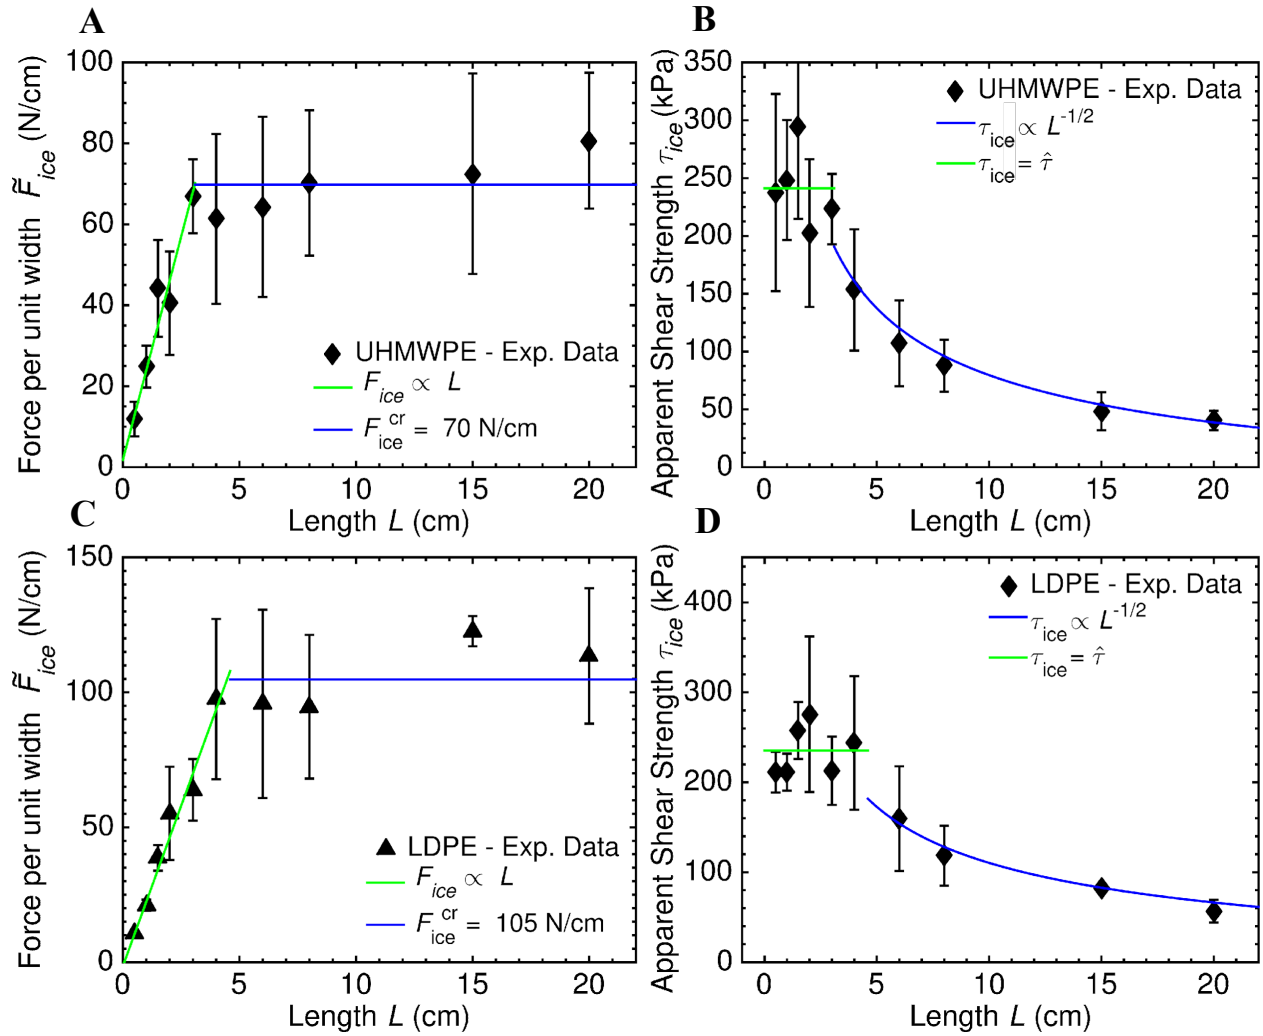 A
Force per unit width F̃ice (N/cm)
100
80
60
40
20
0
UHMWPE - Exp. Data
Fice ∝ L
F cr ice = 70 N/cm
0 5 10 15 20
Length L (cm)
B
Apparent Shear Strength τice (kPa)
350
300
250
200
150
100
50
0
UHMWPE - Exp. Data
τice ∝ L-1/2
τice = τ̂
0 5 10 15 20
Length L (cm)
C
Force per unit width F̃ice (N/cm)
150
100
50
0
LDPE - Exp. Data
Fice ∝ L
F cr ice = 105 N/cm
0 5 10 15 20
Length L (cm)
D
Apparent Shear Strength τice (kPa)
400
300
200
100
0
LDPE - Exp. Data
τice ∝ L-1/2
τice = τ̂
0 5 10 15 20
Length L (cm)